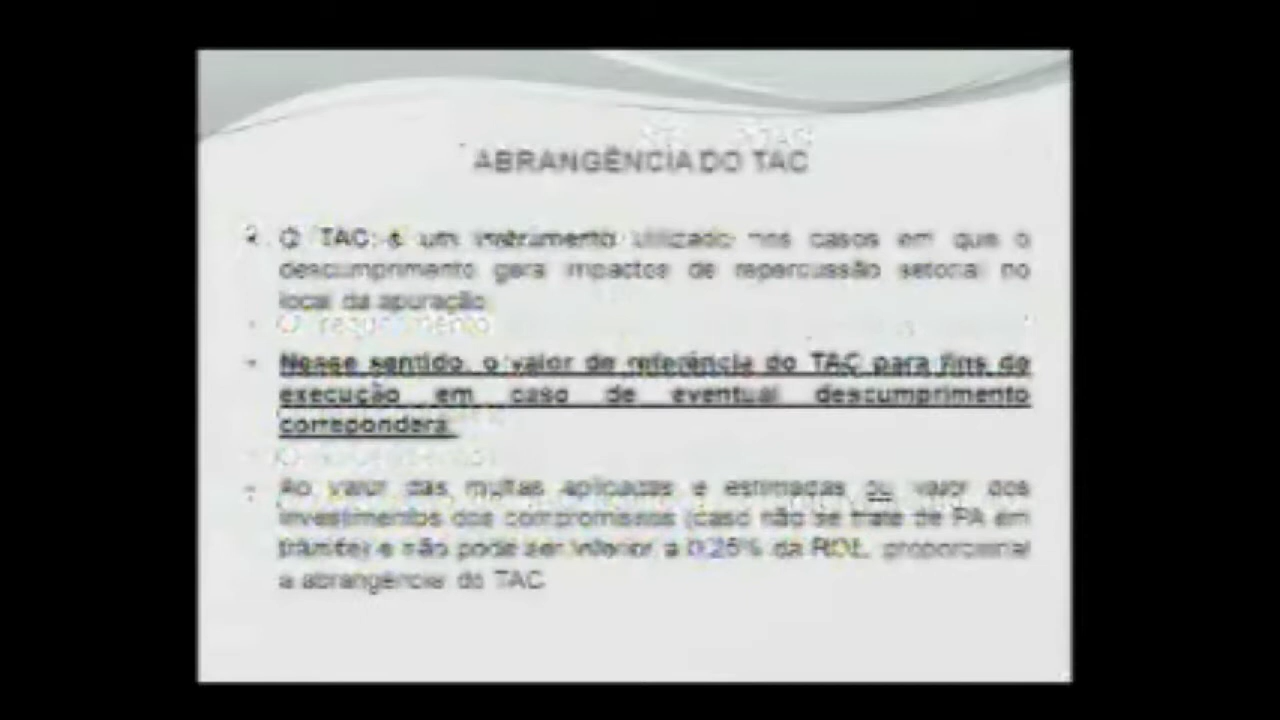 ABRANGÊNCIA DO TAC
O TAC é um instrumento utilizado nos casos em que o
descumprimento gera impactos de repercussão setorial no
local da apuração
O requerimento
Nesse sentido, o valor de referência do TAC para fins de
execução em caso de eventual descumprimento
correponderá:
Ao valor das multas aplicadas e estimadas ou valor dos
investimentos dos compromissos (caso não se trate de PA em
trâmite) e não pode ser inferior a 0,25% da ROL, proporcional
a abrangência do TAC